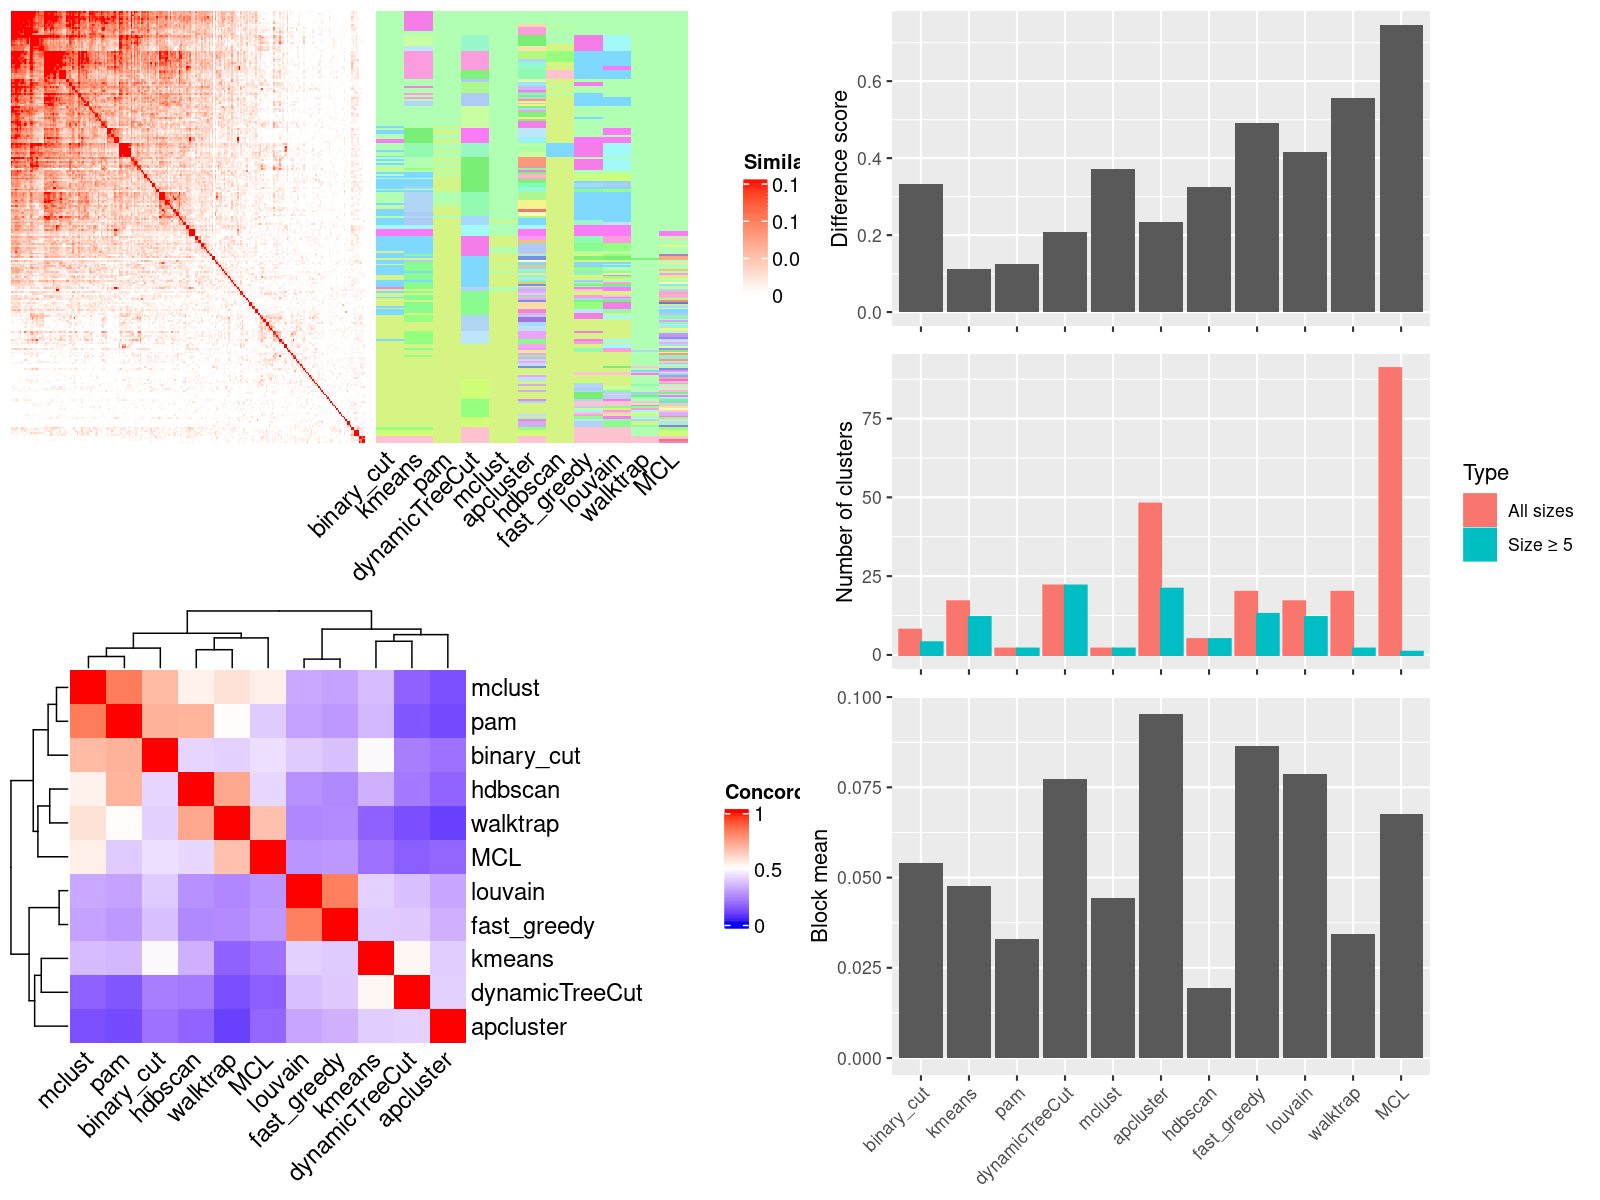 Simila
0.1
0.1
0.0
0
binary_cut
kmeans
pam
dynamicTreeCut
mclust
apcluster
hdbscan
fast_greedy
louvain
walktrap
MCL
mclust
pam
binary_cut
hdbscan
walktrap
MCL
louvain
fast_greedy
kmeans
dynamicTreeCut
apcluster
mclust
pam
binary_cut
hdbscan
walktrap
MCL
louvain
fast_greedy
kmeans
dynamicTreeCut
apcluster
Concord
1
0.5
0
Difference score
0.6
0.4
0.2
0.0
Number of clusters
75
50
25
0
Type
All sizes
Size ≥ 5
Block mean
0.100
0.075
0.050
0.025
0.000
binary_cut
kmeans
pam
dynamicTreeCut
mclust
apcluster
hdbscan
fast_greedy
louvain
walktrap
MCL